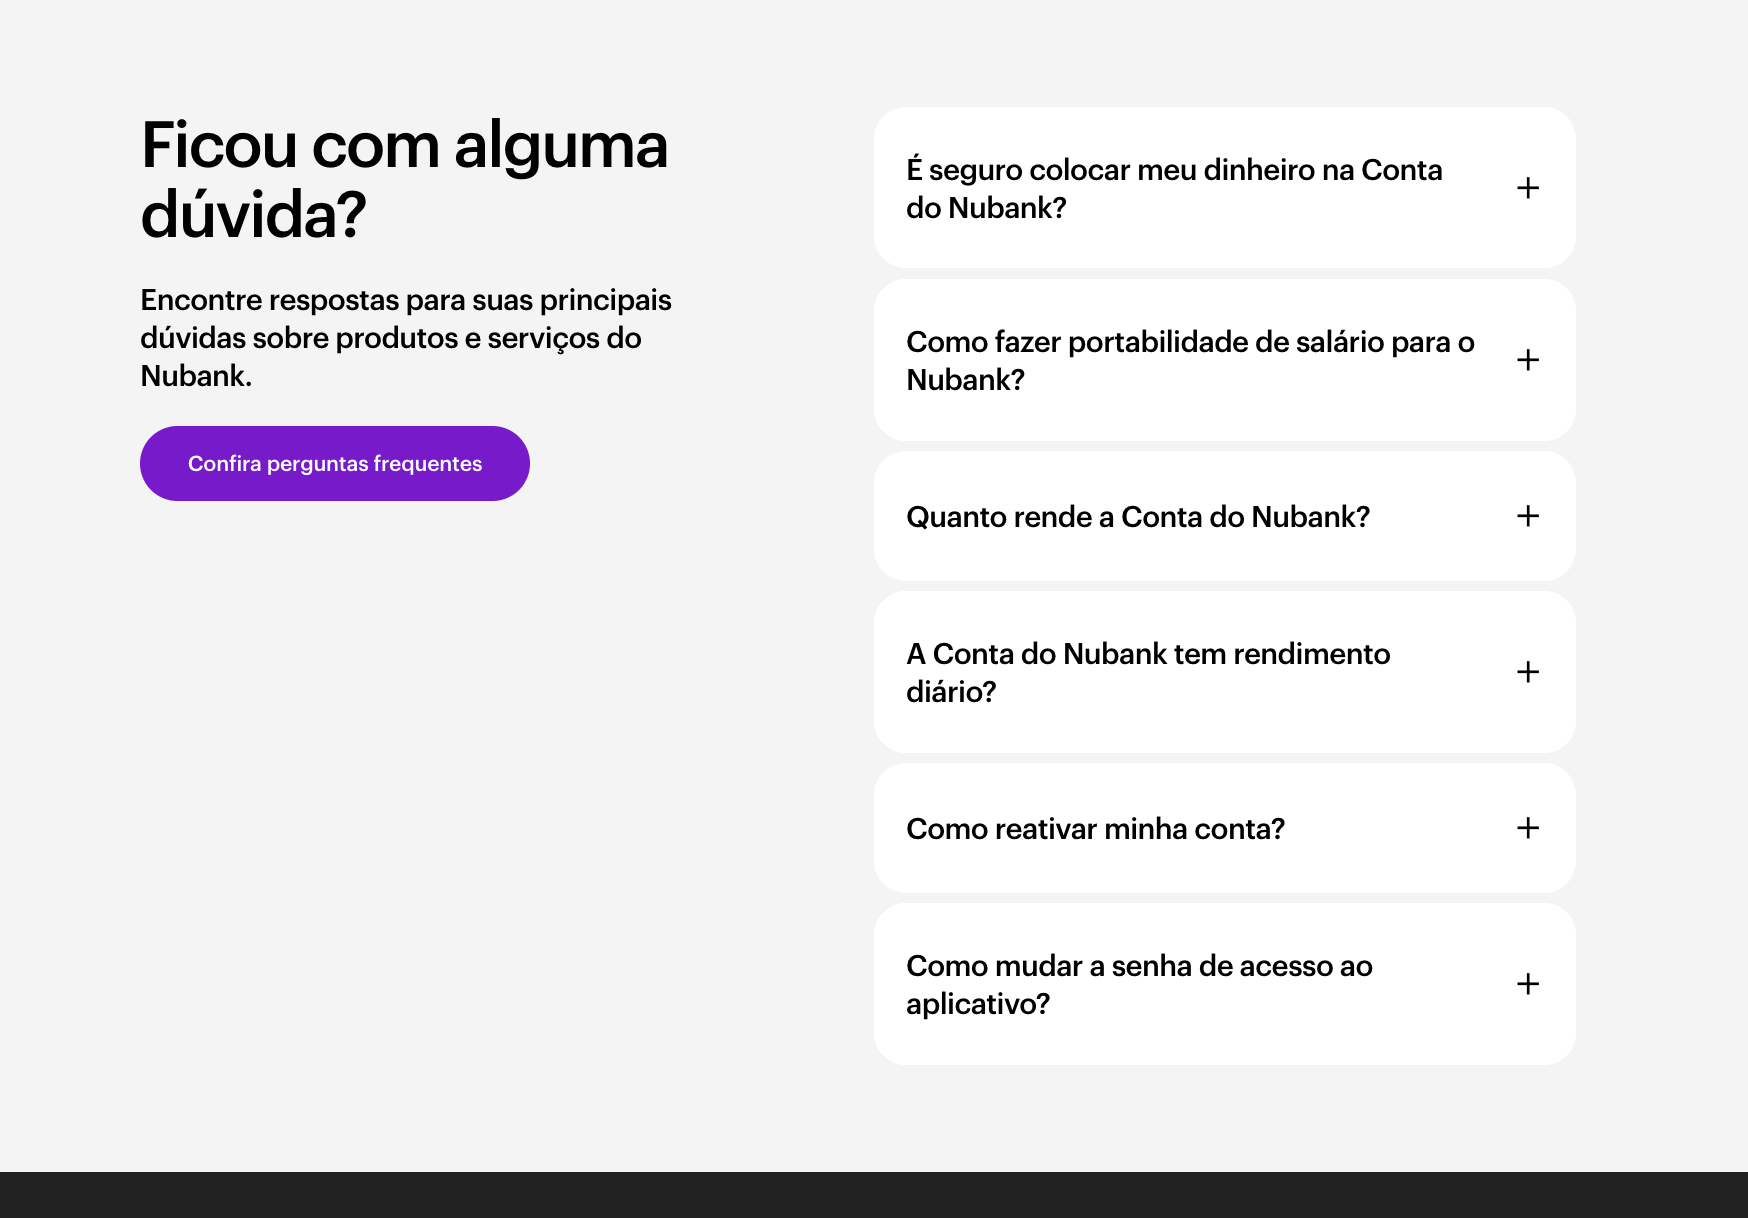 Ficou com alguma
dúvida?
Encontre respostas para suas principais
dúvidas sobre produtos e serviços do
Nubank.
Confira perguntas frequentes
É seguro colocar meu dinheiro na Conta
do Nubank?
Como fazer portabilidade de salário para o
Nubank?
Quanto rende a Conta do Nubank?
A Conta do Nubank tem rendimento
diário?
Como reativar minha conta?
Como mudar a senha de acesso ao
aplicativo?